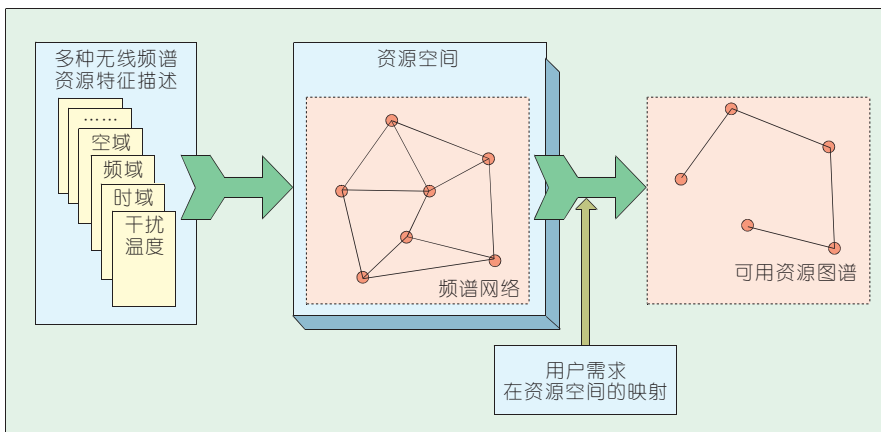 多种无线频谱
资源特征描述
……
空域
频域
时域
干扰
温度
资源空间
频谱网络
可用资源图谱
用户需求
在资源空间的映射